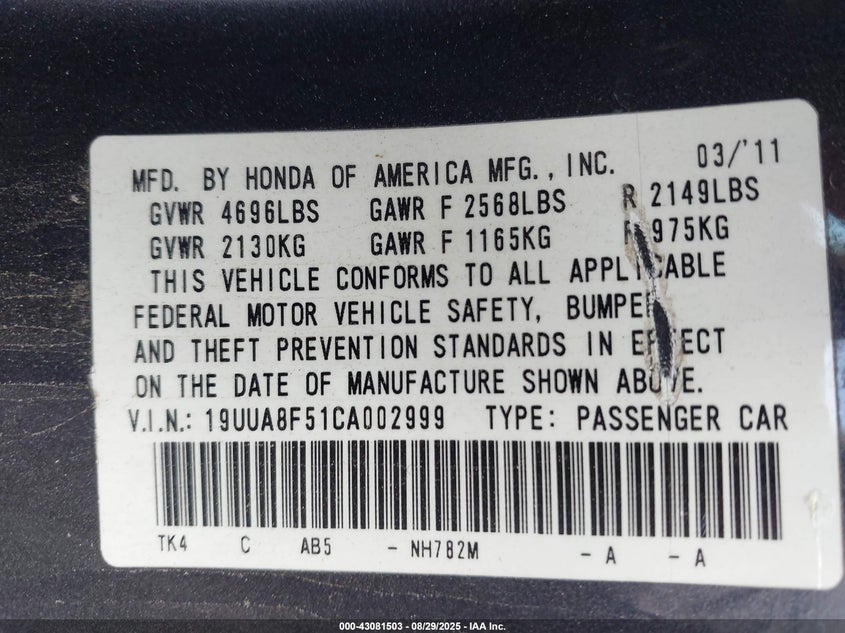 MFD. BY HONDA OF AMERICA MFG., INC. 03/'11
GVWR 4696LBS GAWR F 2568LBS R 2149LBS
GVWR 2130KG GAWR F 1165KG 975KG
THIS VEHICLE CONFORMS TO ALL APPLICABLE
FEDERAL MOTOR VEHICLE SAFETY, BUMPER
AND THEFT PREVENTION STANDARDS IN EFFECT
ON THE DATE OF MANUFACTURE SHOWN ABOVE.
V.I.N.: 19UUA8F51CA002999 TYPE: PASSENGER CAR
TK4 C AB5 - NH782M - A - A
000-43081503 - 08/29/2025 - IAA Inc.